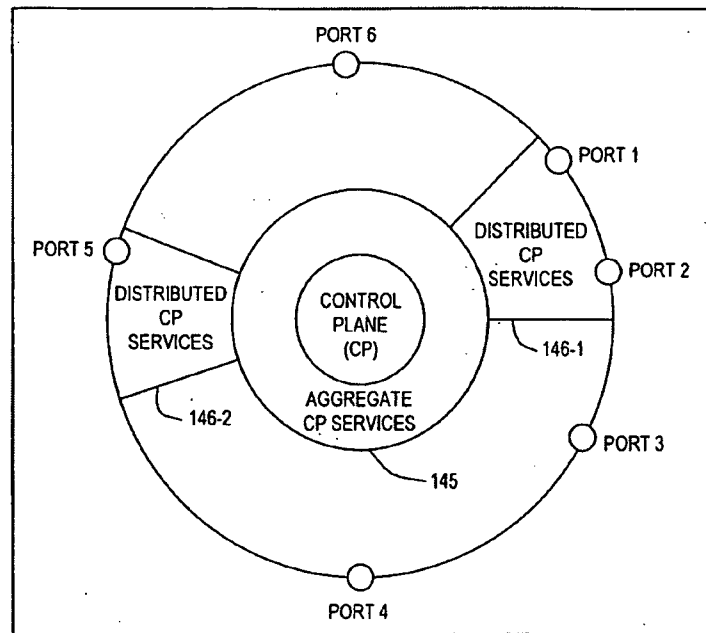 PORT 6
PORT 1
DISTRIBUTED
CP
SERVICES
PORT 2
PORT 5
DISTRIBUTED
CP
SERVICES
CONTROL
PLANE
(CP)
146-1
AGGREGATE
CP SERVICES
146-2
PORT 3
145
PORT 4